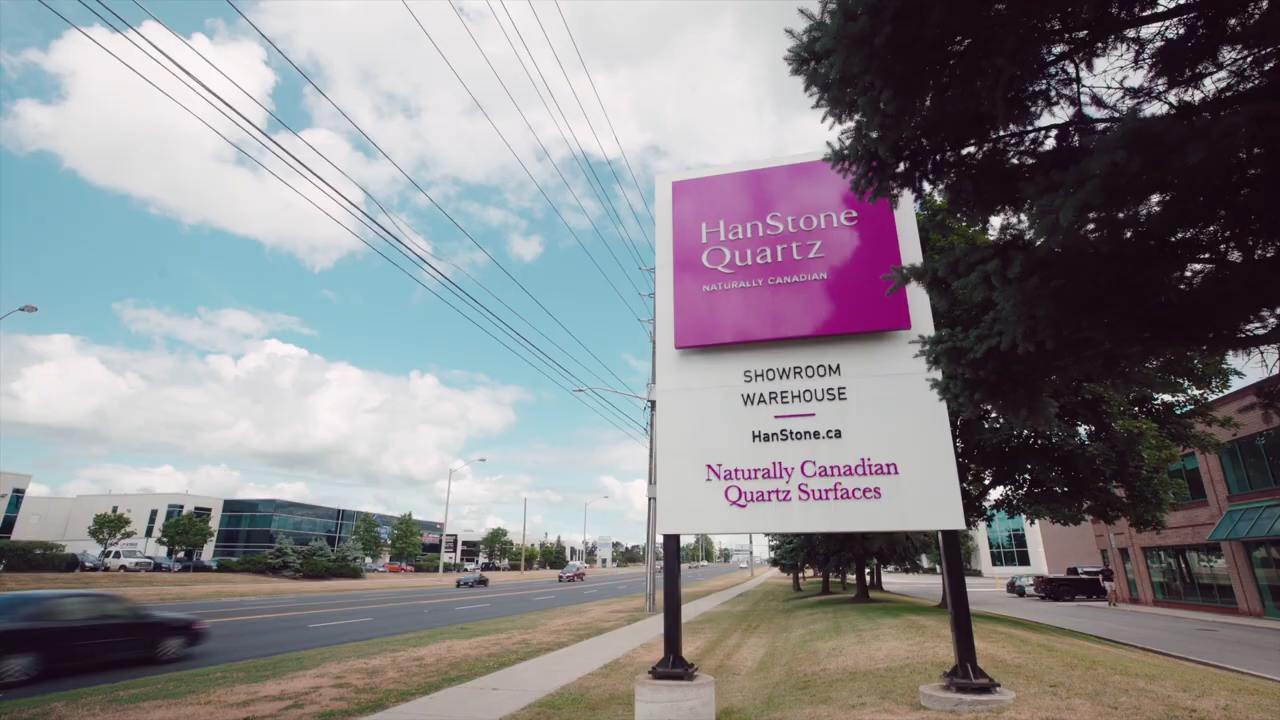 HanStone
Quartz
NATURALLY CANADIAN
SHOWROOM
WAREHOUSE
HanStone.ca
Naturally Canadian
Quartz Surfaces